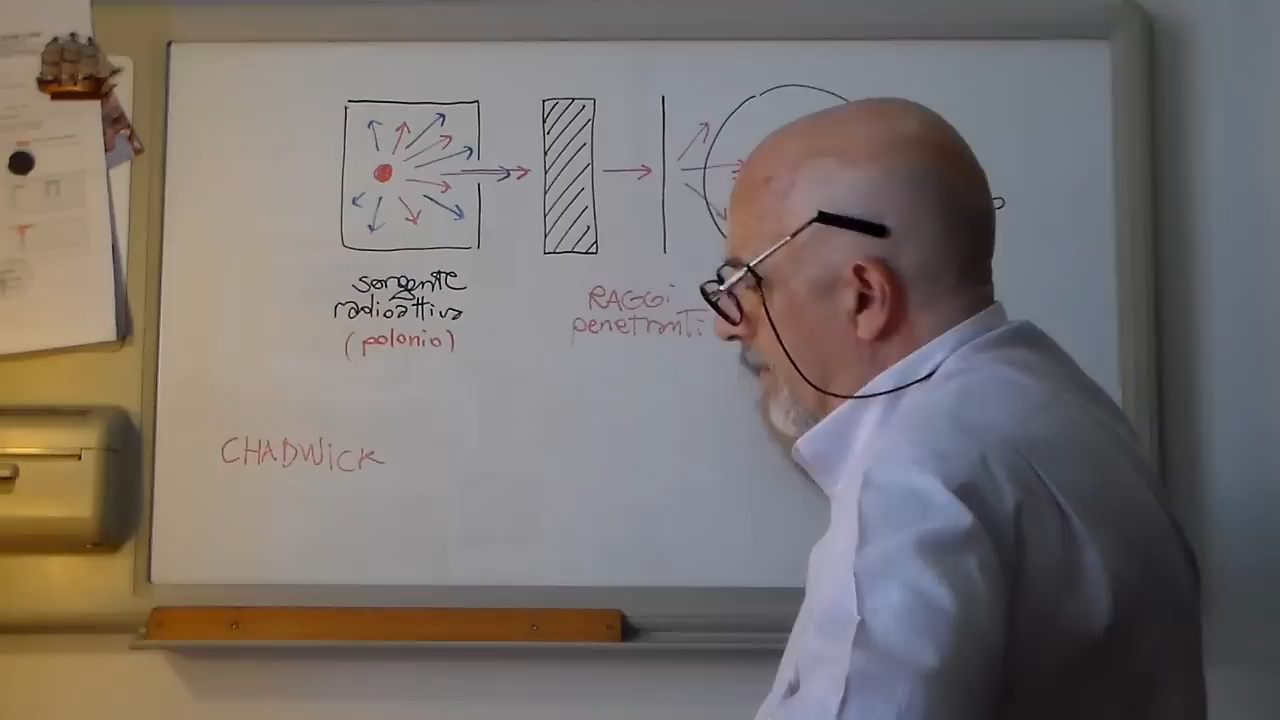 sorgente
radioattiva
(polonio)
RAGGi
penetranti
CHADWiCK